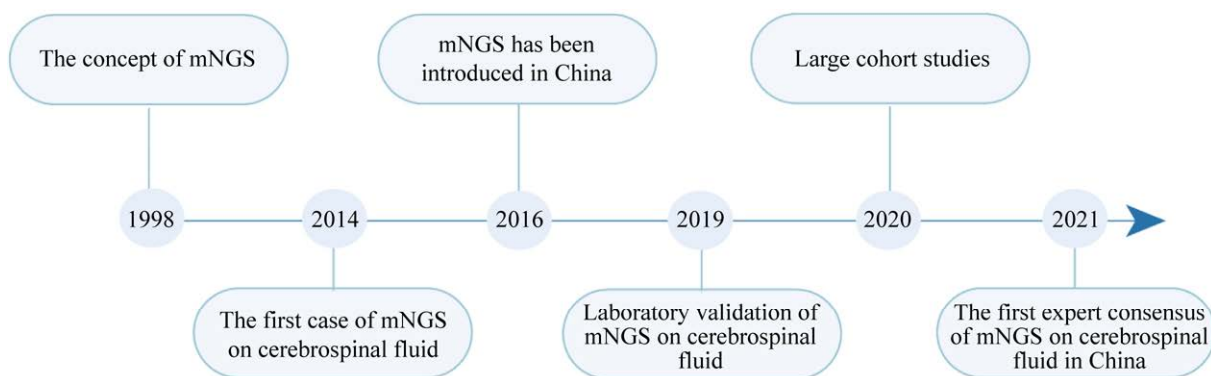 The concept of mNGS
mNGS has been
introduced in China
Large cohort studies
1998
2014
2016
2019
2020
2021
The first case of mNGS
on cerebrospinal fluid
Laboratory validation of
mNGS on cerebrospinal
fluid
The first expert consensus
of mNGS on cerebrospinal
fluid in China